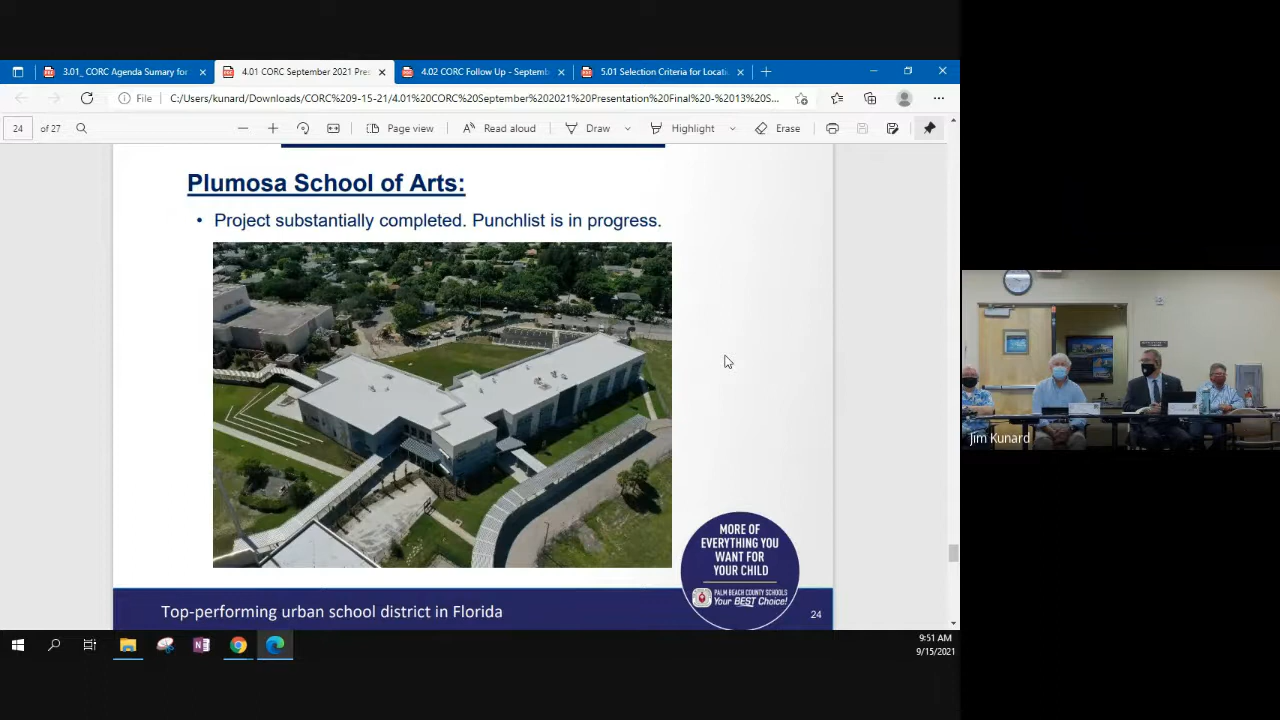 3.01_ CORC Agenda Sumary for
4.01 CORC September 2021 Pres
4.02 CORC Follow Up - Septemb
5.01 Selection Criteria for Locati
File
C:/Users/kunard/Downloads/CORC%209-15-21/4.01%20CORC%20September%202021%20Presentation%20Final%20-%2013%20S...
24
of 27
Page view
Read aloud
Draw
Highlight
Erase
Plumosa School of Arts:
• Project substantially completed. Punchlist is in progress.
MORE OF
EVERYTHING YOU
WANT FOR
YOUR CHILD
PALM BEACH COUNTY SCHOOLS
Your BEST Choice!
Top-performing urban school district in Florida
24
9:51 AM
9/15/2021
Jim Kunard